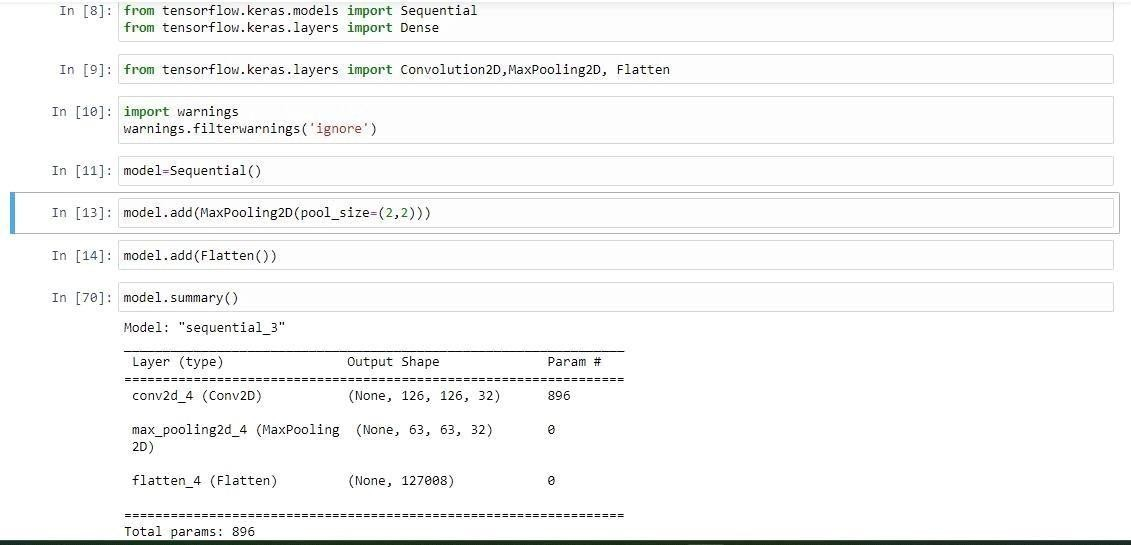 In [8]: from tensorflow.keras.models import Sequential
from tensorflow.keras.layers import Dense
In [9]: from tensorflow.keras.layers import Convolution2D,MaxPooling2D, Flatten
In [10]: import warnings
warnings.filterwarnings('ignore')
In [11]: model=Sequential()
In [13]: model.add(MaxPooling2D(pool_size=(2,2)))
In [14]: model.add(Flatten())
In [70]: model.summary()
Model: "sequential_3"
Layer (type) Output Shape Param #
conv2d_4 (Conv2D) (None, 126, 126, 32) 896
max_pooling2d_4 (MaxPooling (None, 63, 63, 32) 0
2D)
flatten_4 (Flatten) (None, 127008) 0
Total params: 896